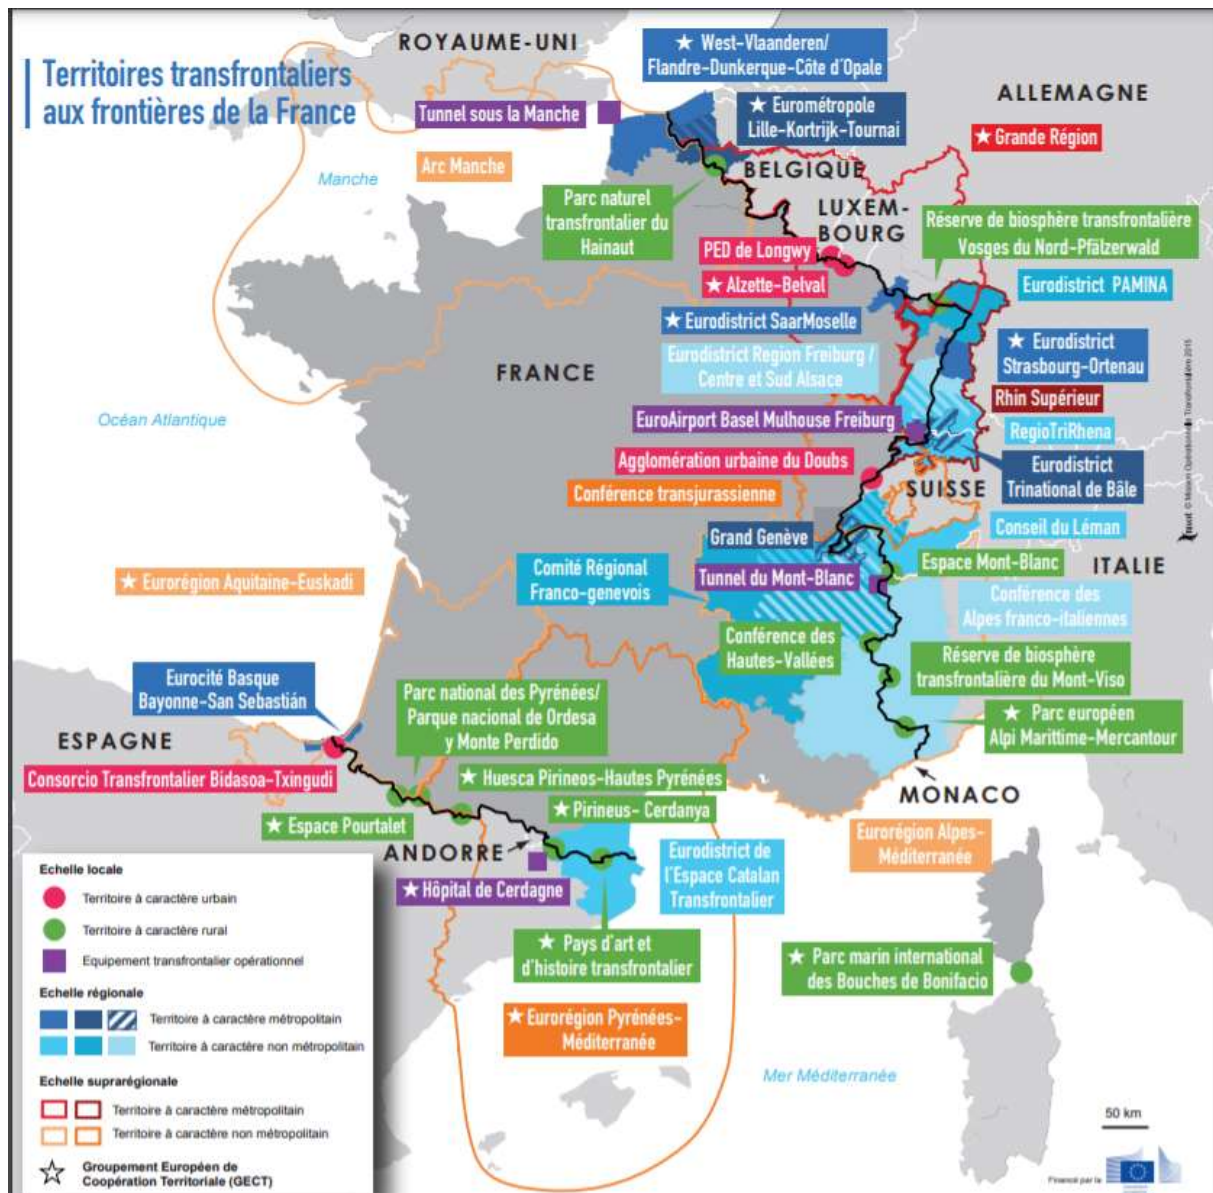 Territoires transfrontaliers
aux frontières de la France
ROYAUME-UNI
★ West-Vlaanderen/
Flandre-Dunkerque-Côte d'Opale
ALLEMAGNE
Tunnel sous la Manche
★ Eurométropole
Lille-Kortrijk-Tournai
★ Grande Région
Arc Manche
Manche
BELGIQUE
Parc naturel
transfrontalier du
Hainaut
LUXEM-
BOURG
Réserve de biosphère transfrontalière
Vosges du Nord-Pfälzerwald
PED de Longwy
★ Alzette-Belval
Eurodistrict PAMINA
★ Eurodistrict SaarMoselle
★ Eurodistrict
Strasbourg-Ortenau
Eurodistrict Region Freiburg /
Centre et Sud Alsace
FRANCE
Rhin Supérieur
Océan Atlantique
EuroAirport Basel Mulhouse Freiburg
RegioTriRhena
Agglomération urbaine du Doubs
Eurodistrict
Trinational de Bâle
SUISSE
Conférence transjurassienne
Conseil du Léman
Grand Genève
Espace Mont-Blanc
ITALIE
Comité Régional
Franco-genevois
Tunnel du Mont-Blanc
★ Eurorégion Aquitaine-Euskadi
Conférence des
Alpes franco-italiennes
Conférence des
Hautes-Vallées
Réserve de biosphère
transfrontalière du Mont-Viso
Eurocité Basque
Bayonne-San Sebastián
Parc national des Pyrénées/
Parque nacional de Ordesa
y Monte Perdido
★ Parc européen
Alpi Marittime-Mercantour
ESPAGNE
Consorcio Transfrontalier Bidasoa-Txingudi
★ Huesca Pirineos-Hautes Pyrénées
MONACO
★ Pirineus- Cerdanya
★ Espace Pourtalet
Eurorégion Alpes-
Méditerranée
ANDORRE
Eurodistrict de
l'Espace Catalan
Transfrontalier
★ Hôpital de Cerdagne
★ Pays d'art et
d'histoire transfrontalier
★ Parc marin international
des Bouches de Bonifacio
★ Eurorégion Pyrénées-
Méditerranée
Mer Méditerranée
Echelle locale
Territoire à caractère urbain
Territoire à caractère rural
Equipement transfrontalier opérationnel
Echelle régionale
Territoire à caractère métropolitain
Territoire à caractère non métropolitain
Echelle suprarégionale
Territoire à caractère métropolitain
Territoire à caractère non métropolitain
Groupement Européen de
Coopération Territoriale (GECT)
50 km
Financé par le
© Mission Opérationnelle Transfrontalière 2015